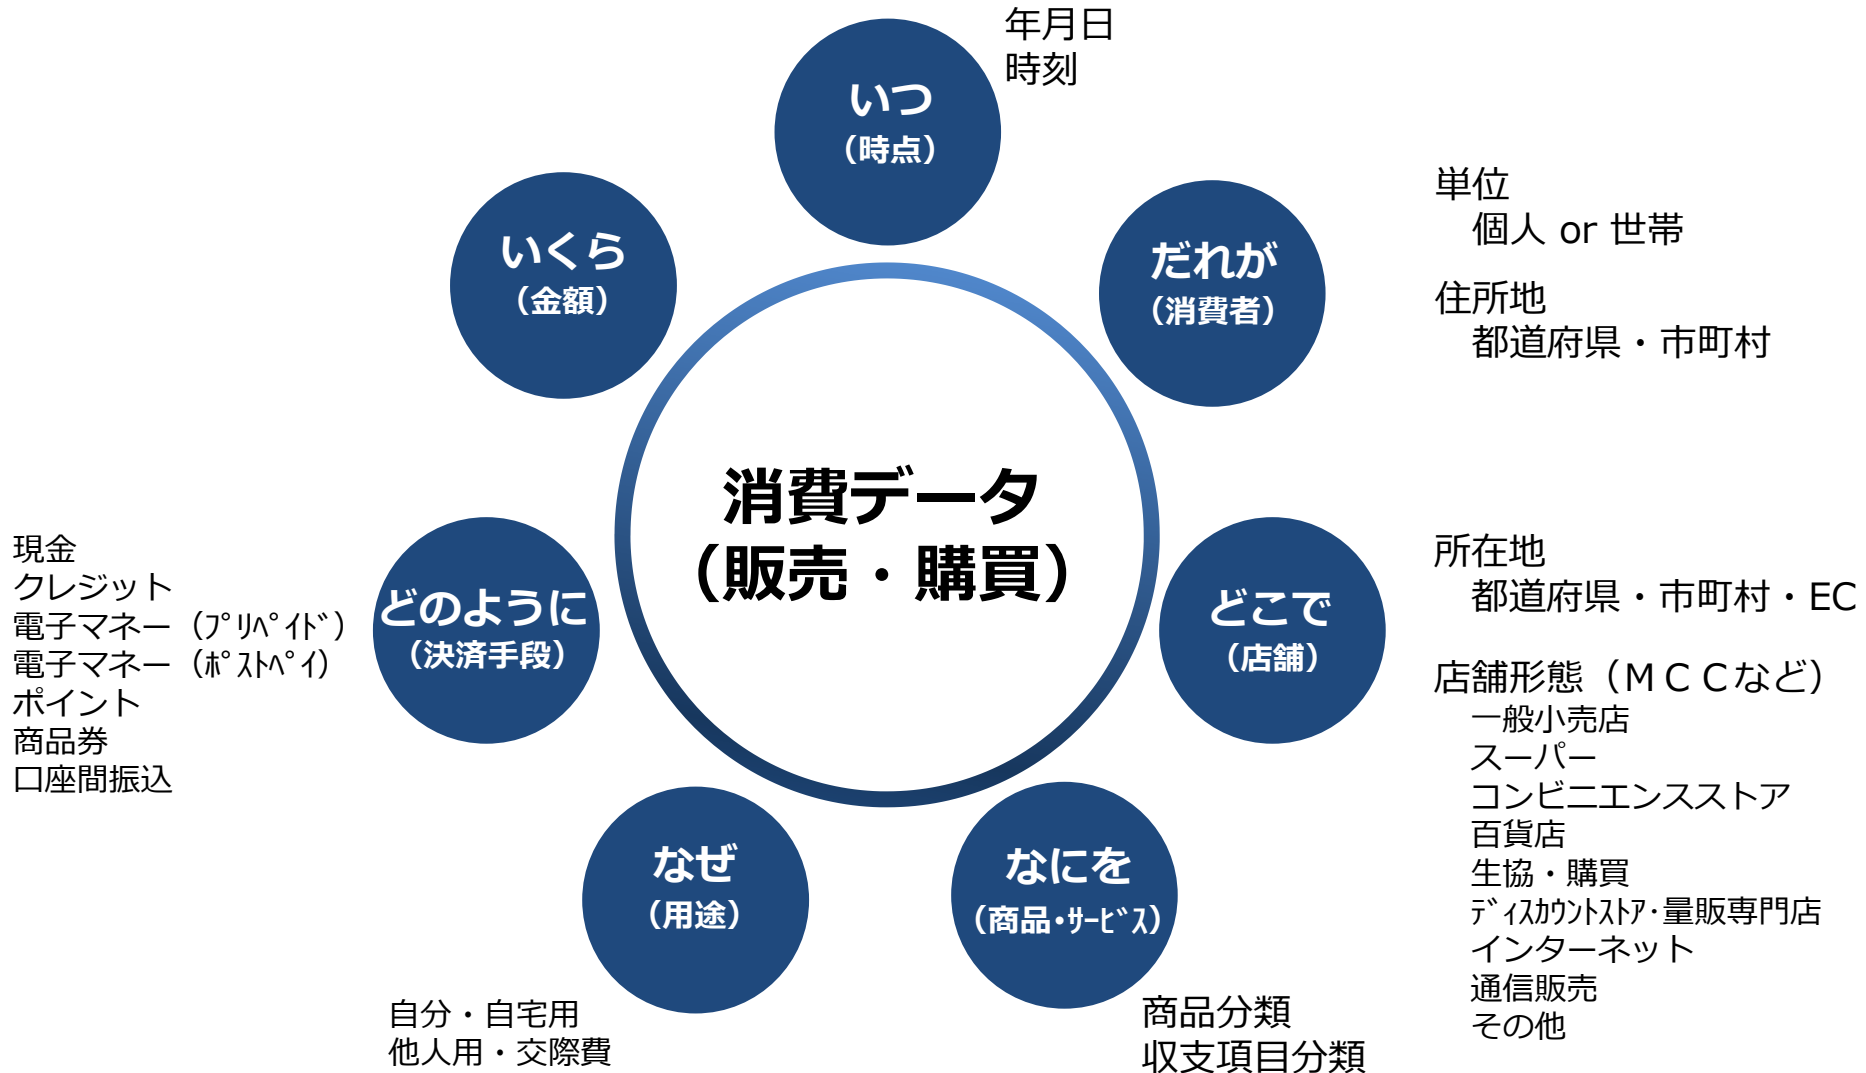 年月日
時刻
いつ
（時点）
だれが
（消費者）
単位
個人 or 世帯
住所地
都道府県・市町村
どこで
（店舗）
所在地
都道府県・市町村・EC
店舗形態（ＭＣＣなど）
一般小売店
スーパー
コンビニエンスストア
百貨店
生協・購買
ﾃﾞｨｽｶｳﾝﾄｽﾄｱ･量販専門店
インターネット
通信販売
その他
なにを
（商品･ｻｰﾋﾞｽ）
商品分類
収支項目分類
なぜ
（用途）
自分・自宅用
他人用・交際費
どのように
（決済手段）
現金
クレジット
電子マネー（ﾌﾟﾘﾍﾟｲﾄﾞ）
電子マネー（ﾎﾟｽﾄﾍﾟｲ）
ポイント
商品券
口座間振込
いくら
（金額）
消費データ
（販売・購買）